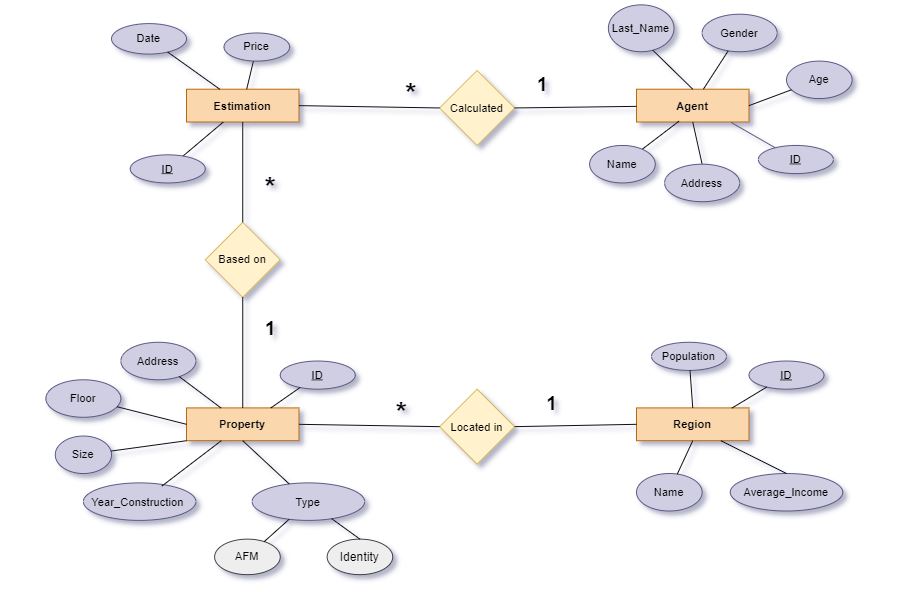 Last_Name
Gender
Date
Price
Age
Estimation
*
Calculated
1
Agent
ID
Name
Address
ID
*
Based on
1
Population
Address
ID
ID
Floor
*
1
Property
Located in
Region
Size
Year_Construction
Type
Name
Average_Income
AFM
Identity